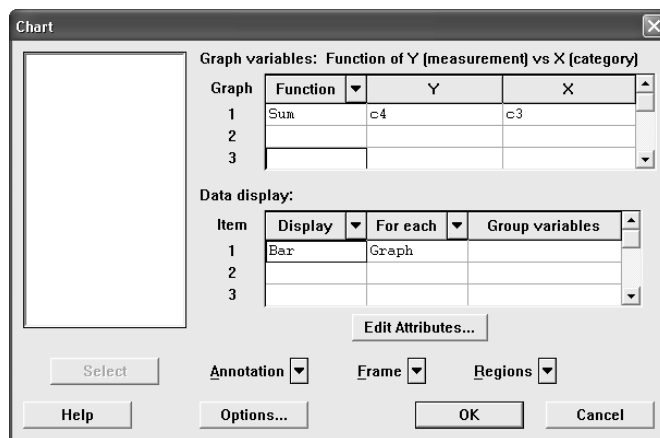 Chart
Graph variables: Function of Y (measurement) vs X (category)
Graph Function Y X
1 Sum c4 c3
2
3
Data display:
Item Display For each Group variables
1 Bar Graph
2
3
Edit Attributes...
Select Annotation Frame Regions
Help Options... OK Cancel